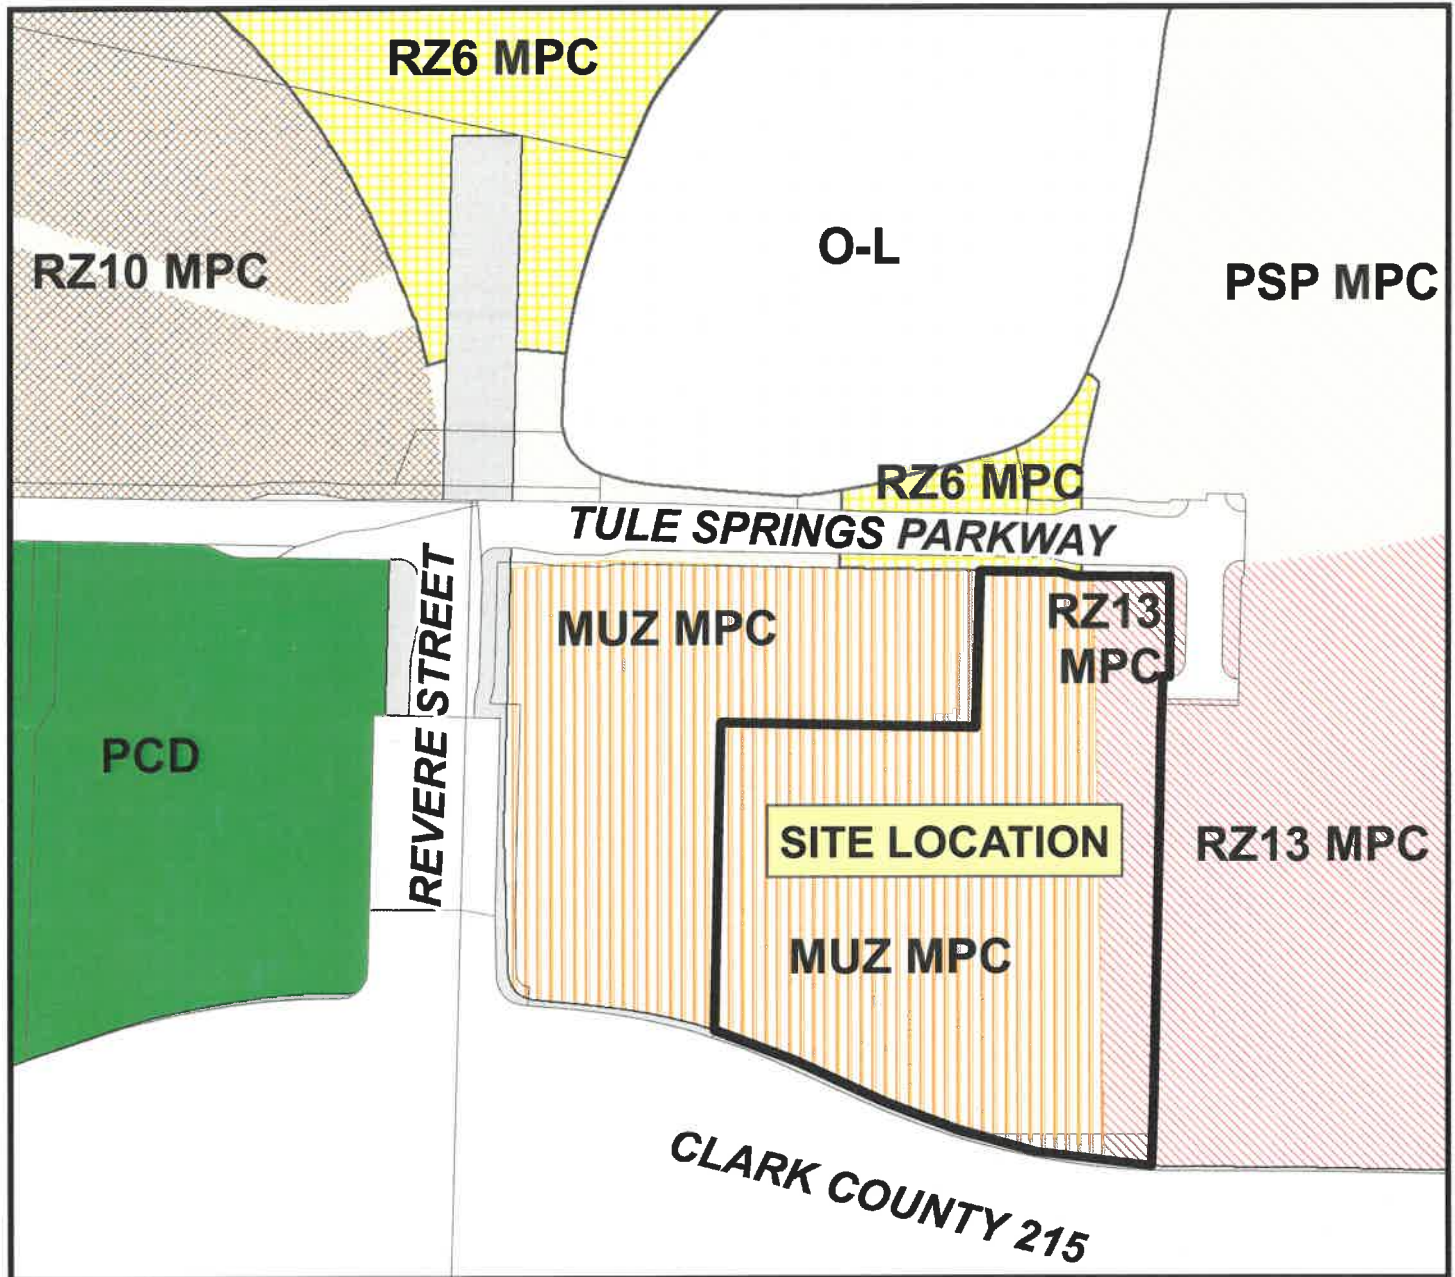 RZ6 MPC
O-L
RZ10 MPC
PSP MPC
RZ6 MPC
TULE SPRINGS PARKWAY
REVERE STREET
MUZ MPC
RZ13
MPC
PCD
SITE LOCATION
RZ13 MPC
MUZ MPC
CLARK COUNTY 215